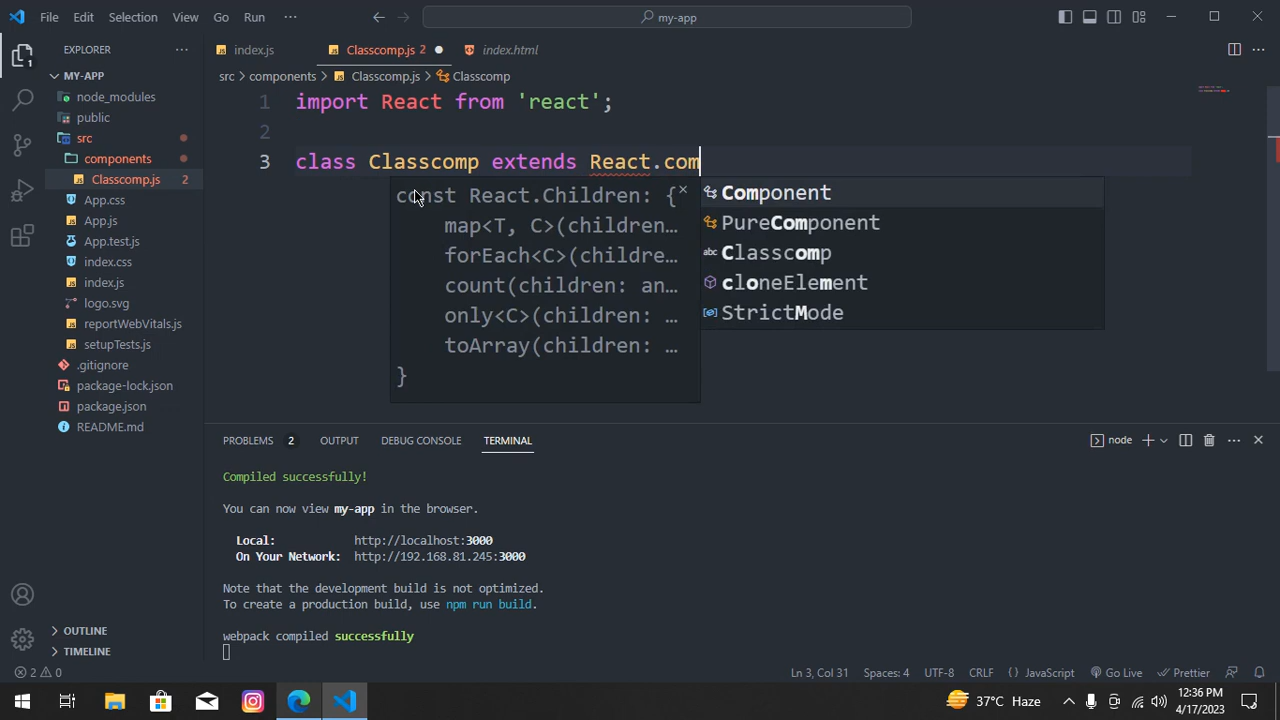 File Edit Selection View Go Run ··· my-app
EXPLORER ···
MY-APP
node_modules
public
src
components
Classcomp.js 2
App.css
App.js
App.test.js
index.css
index.js
logo.svg
reportWebVitals.js
setupTests.js
.gitignore
package-lock.json
package.json
README.md
OUTLINE
TIMELINE
index.js Classcomp.js 2 index.html
src > components > Classcomp.js > Classcomp
1 import React from 'react';
2
3 class Classcomp extends React.com
const React.Children: {
map<T, C>(children…
forEach<C>(childre…
count(children: an…
only<C>(children: …
toArray(children: …
}
Component
PureComponent
abc Classcomp
cloneElement
StrictMode
PROBLEMS 2 OUTPUT DEBUG CONSOLE TERMINAL node
Compiled successfully!
You can now view my-app in the browser.
Local: http://localhost:3000
On Your Network: http://192.168.81.245:3000
Note that the development build is not optimized.
To create a production build, use npm run build.
webpack compiled successfully
2 0 Ln 3, Col 31 Spaces: 4 UTF-8 CRLF { } JavaScript Go Live Prettier
37°C Haze 12:36 PM
4/17/2023